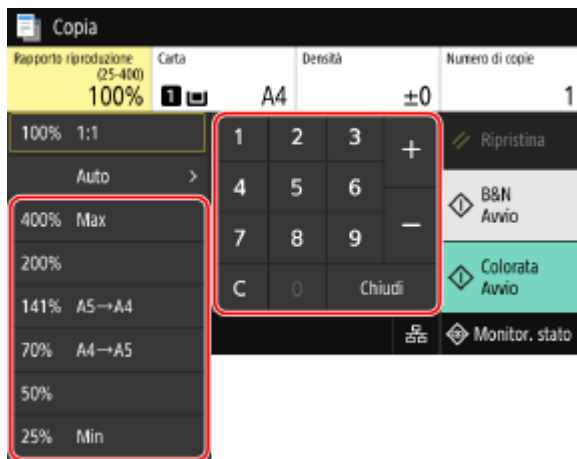 Copia
Rapporto riproduzione
(25-400)
100%
Carta
1 A4
Densità
±0
Numero di copie
1
100% 1:1
Auto >
400% Max
200%
141% A5→A4
70% A4→A5
50%
25% Min
1 2 3 +
4 5 6
7 8 9 −
C 0 Chiudi
Ripristina
B&N
Avvio
Colorata
Avvio
Monitor. stato